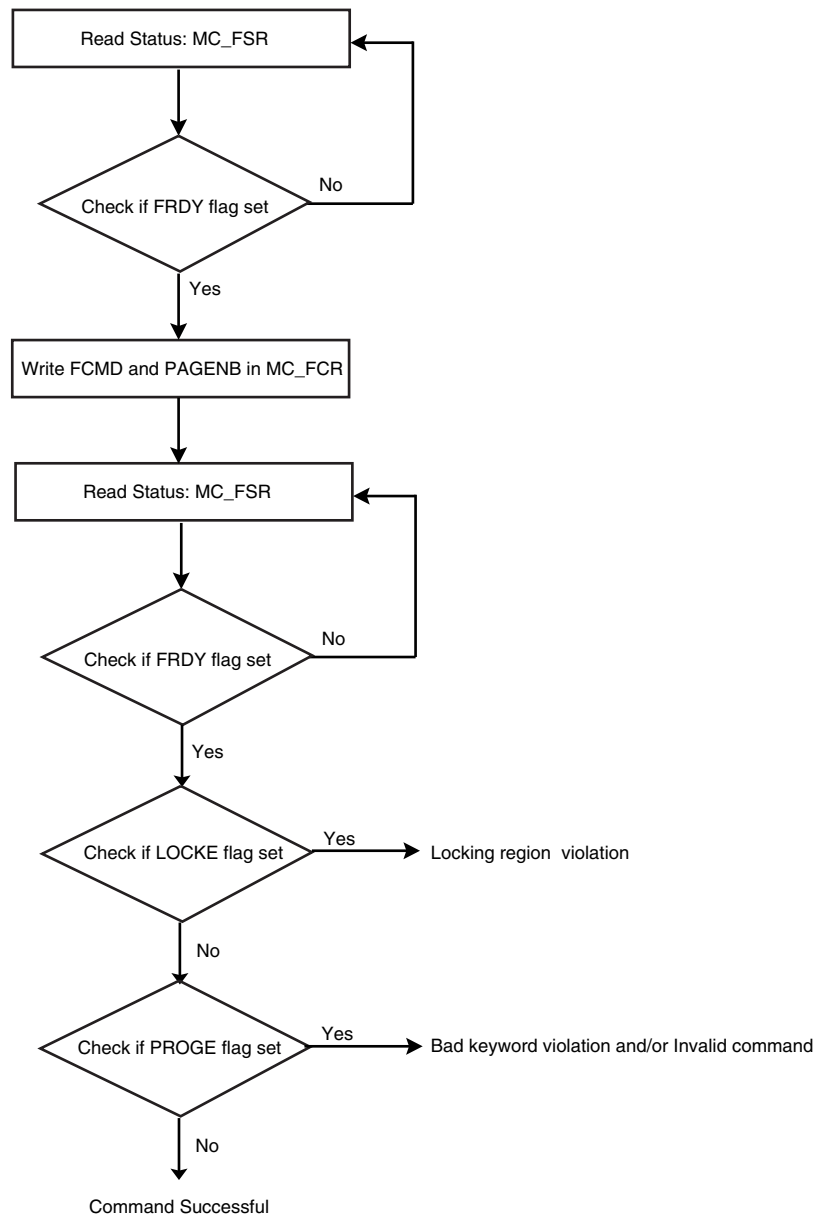 Read Status: MC_FSR
No
Check if FRDY flag set
Yes
Write FCMD and PAGENB in MC_FCR
Read Status: MC_FSR
No
Check if FRDY flag set
Yes
Check if LOCKE flag set
Yes
Locking region violation
No
Check if PROGE flag set
Yes
Bad keyword violation and/or Invalid command
No
Command Successful